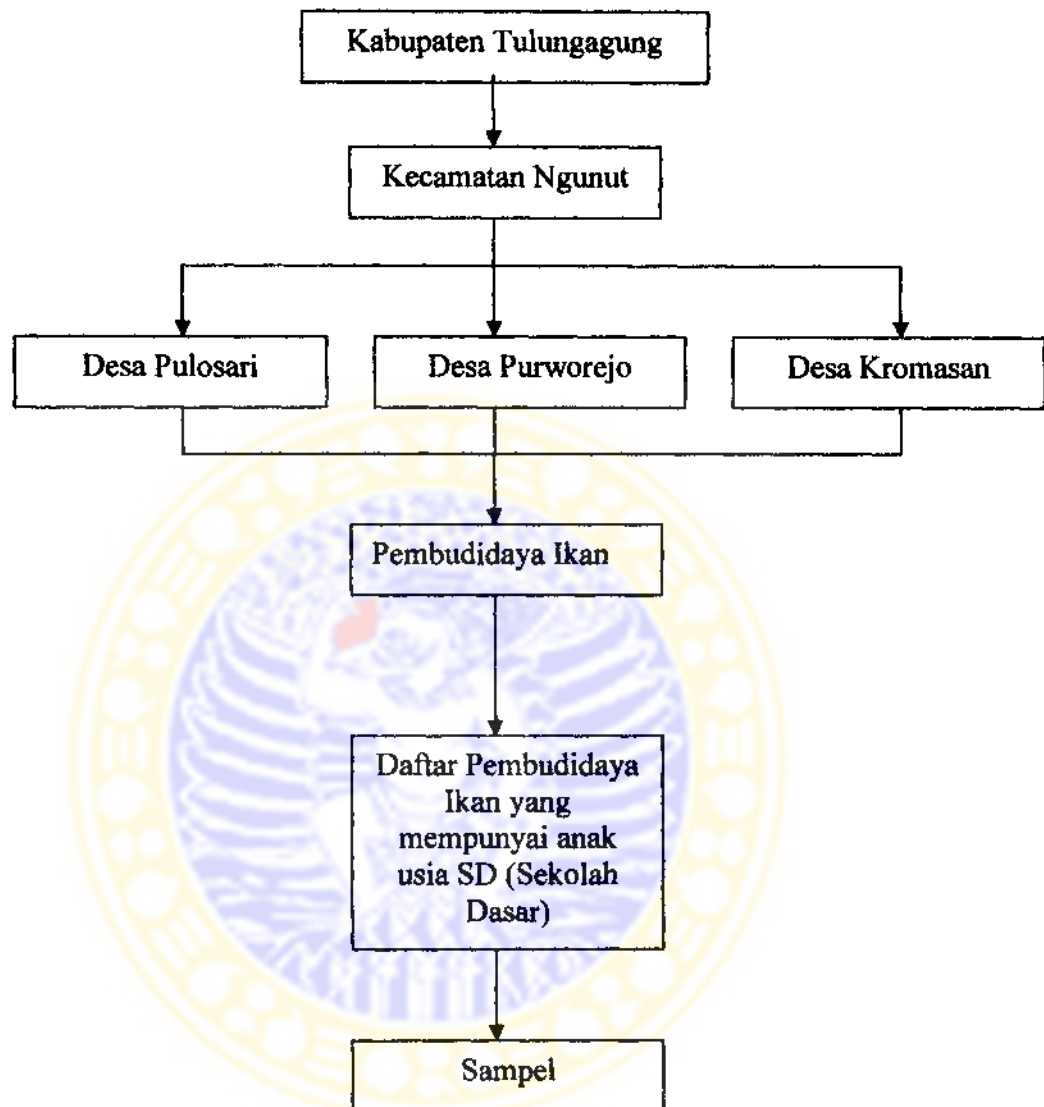 Kabupaten Tulungagung
Kecamatan Ngunut
Desa Pulosari
Desa Purworejo
Desa Kromasan
Pembudidaya Ikan
Daftar Pembudidaya
Ikan yang
mempunyai anak
usia SD (Sekolah
Dasar)
Sampel